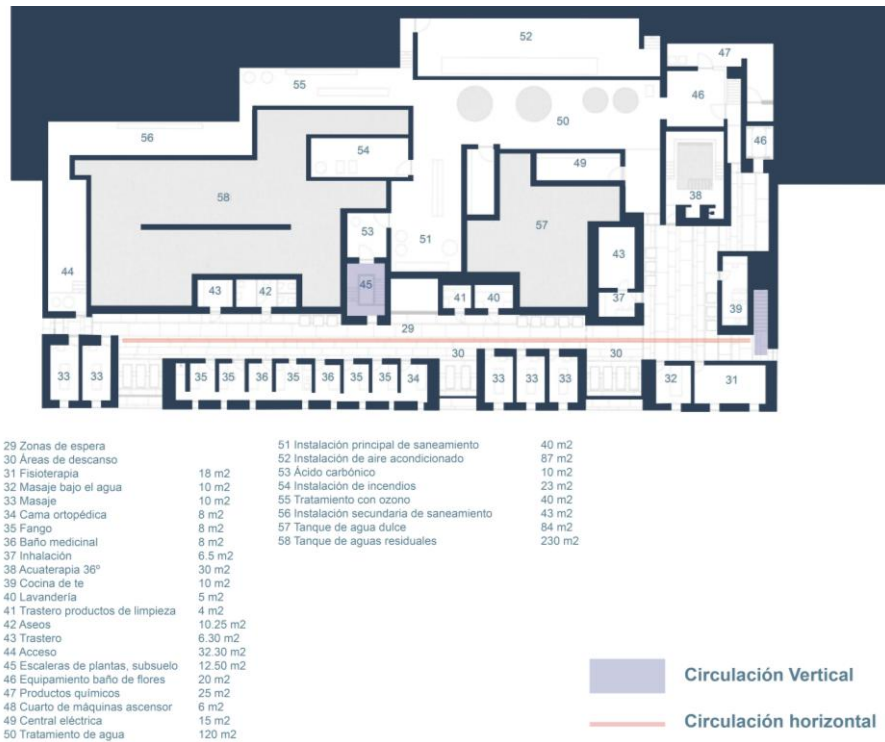 52
47
55
46
50
56
46
54
49
38
58
53
57
51
43
44
45
43
42
41
40
37
39
29
30
30
33
33
35
35
36
35
36
35
35
34
33
33
33
32
31
29 Zonas de espera
30 Áreas de descanso
31 Fisioterapia 18 m2
32 Masaje bajo el agua 10 m2
33 Masaje 10 m2
34 Cama ortopédica 8 m2
35 Fango 8 m2
36 Baño medicinal 8 m2
37 Inhalación 6.5 m2
38 Acuaterapia 36º 30 m2
39 Cocina de te 10 m2
40 Lavandería 5 m2
41 Trastero productos de limpieza 4 m2
42 Aseos 10.25 m2
43 Trastero 6.30 m2
44 Acceso 32.30 m2
45 Escaleras de plantas, subsuelo 12.50 m2
46 Equipamiento baño de flores 20 m2
47 Productos químicos 25 m2
48 Cuarto de máquinas ascensor 6 m2
49 Central eléctrica 15 m2
50 Tratamiento de agua 120 m2
51 Instalación principal de saneamiento 40 m2
52 Instalación de aire acondicionado 87 m2
53 Ácido carbónico 10 m2
54 Instalación de incendios 23 m2
55 Tratamiento con ozono 40 m2
56 Instalación secundaria de saneamiento 43 m2
57 Tanque de agua dulce 84 m2
58 Tanque de aguas residuales 230 m2
Circulación Vertical
Circulación horizontal